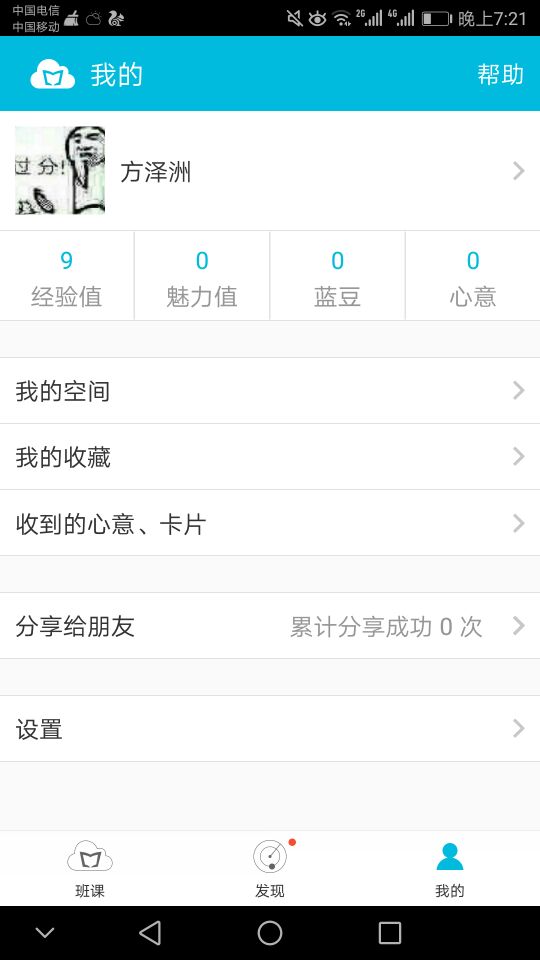 中国电信
中国移动
2G
4G
晚上7:21
我的
帮助
过分!
方泽洲
9
0
0
0
经验值
魅力值
蓝豆
心意
我的空间
我的收藏
收到的心意、卡片
分享给朋友
累计分享成功 0 次
设置
班课
发现
我的